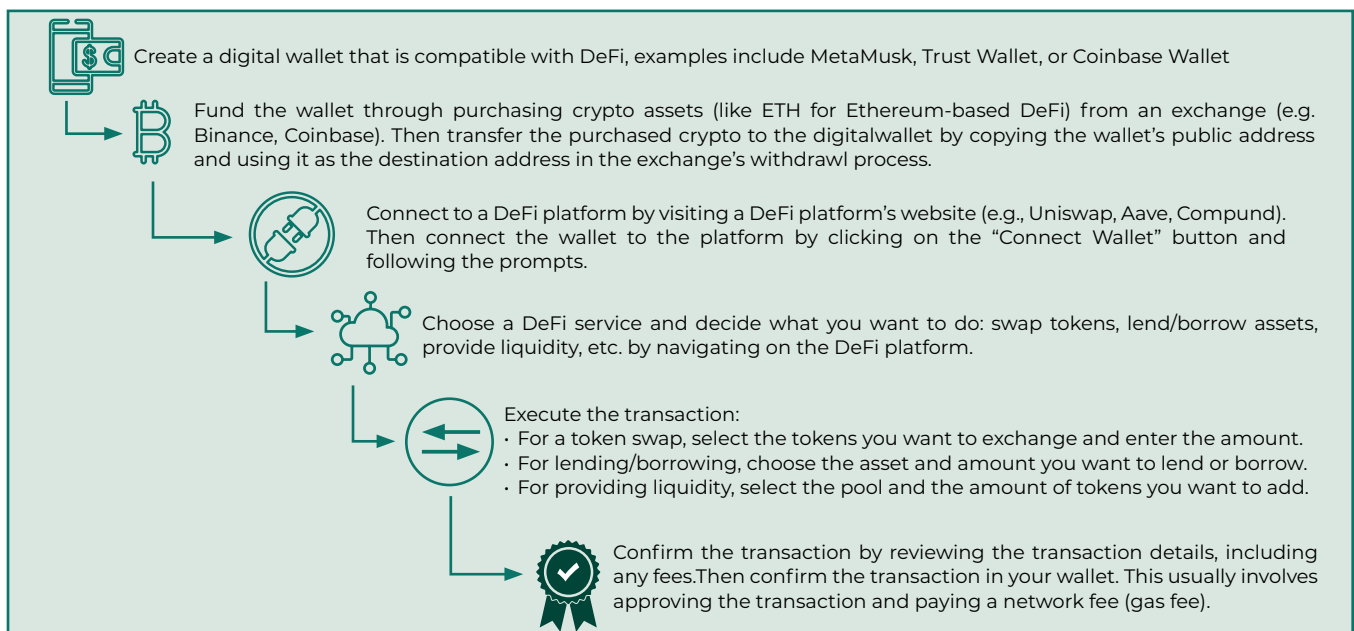 Create a digital wallet that is compatible with DeFi, examples include MetaMusk, Trust Wallet, or Coinbase Wallet
Fund the wallet through purchasing crypto assets (like ETH for Ethereum-based DeFi) from an exchange (e.g.
Binance, Coinbase). Then transfer the purchased crypto to the digitalwallet by copying the wallet’s public address
and using it as the destination address in the exchange’s withdrawl process.
Connect to a DeFi platform by visiting a DeFi platform’s website (e.g., Uniswap, Aave, Compund).
Then connect the wallet to the platform by clicking on the “Connect Wallet” button and
following the prompts.
Choose a DeFi service and decide what you want to do: swap tokens, lend/borrow assets,
provide liquidity, etc. by navigating on the DeFi platform.
Execute the transaction:
· For a token swap, select the tokens you want to exchange and enter the amount.
· For lending/borrowing, choose the asset and amount you want to lend or borrow.
· For providing liquidity, select the pool and the amount of tokens you want to add.
Confirm the transaction by reviewing the transaction details, including
any fees.Then confirm the transaction in your wallet. This usually involves
approving the transaction and paying a network fee (gas fee).